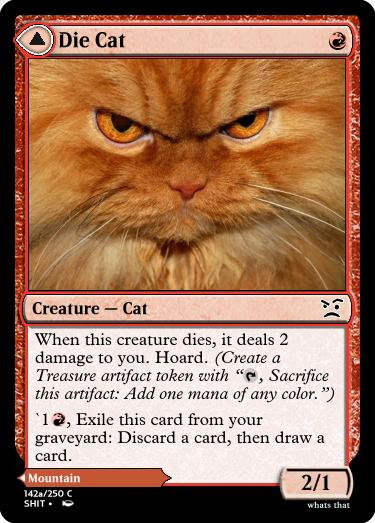 Die Cat
Creature — Cat
When this creature dies, it deals 2
damage to you. Hoard. (Create a
Treasure artifact token with “, Sacrifice
this artifact: Add one mana of any color.”)
`1, Exile this card from your
graveyard: Discard a card, then draw a
card.
Mountain
2/1
142a/250 C
SHIT •
whats that